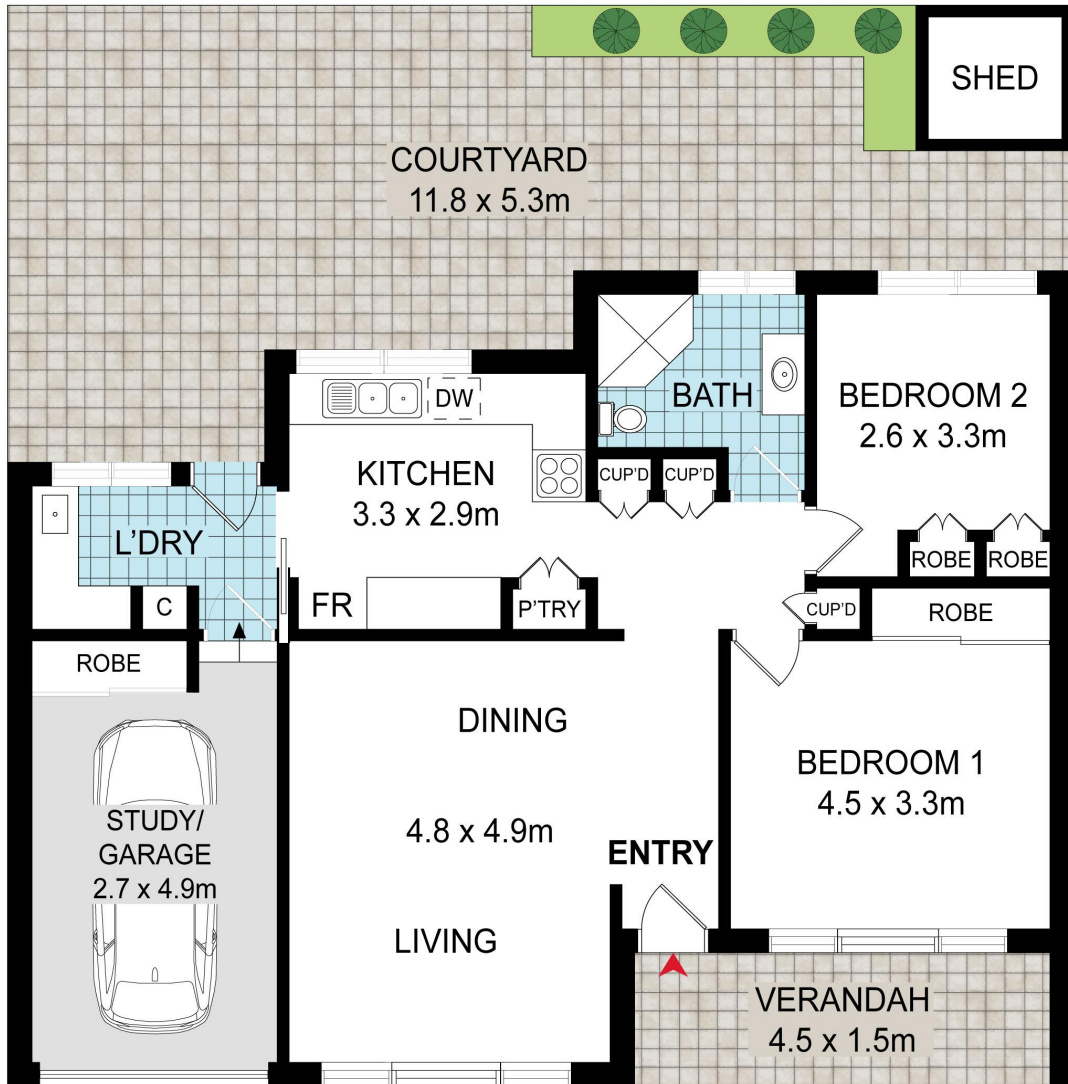 SHED
COURTYARD
11.8 x 5.3m
DW
BATH
BEDROOM 2
2.6 x 3.3m
KITCHEN
3.3 x 2.9m
CUP'D
CUP'D
L'DRY
ROBE
ROBE
C
FR
P'TRY
CUP'D
ROBE
ROBE
DINING
BEDROOM 1
4.5 x 3.3m
STUDY/
GARAGE
2.7 x 4.9m
4.8 x 4.9m
ENTRY
LIVING
VERANDAH
4.5 x 1.5m